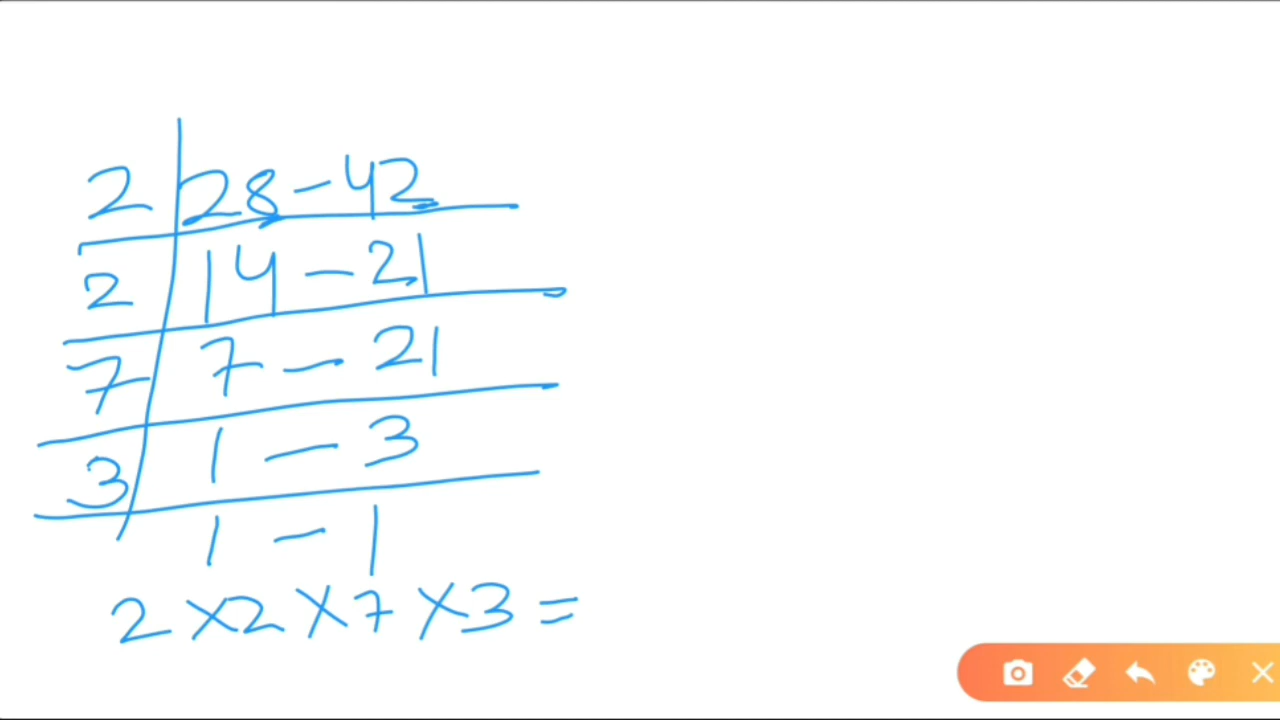 2 28 - 42
2 14 - 21
7 7 - 21
3 1 - 3
1 - 1
2 × 2 × 7 × 3 =